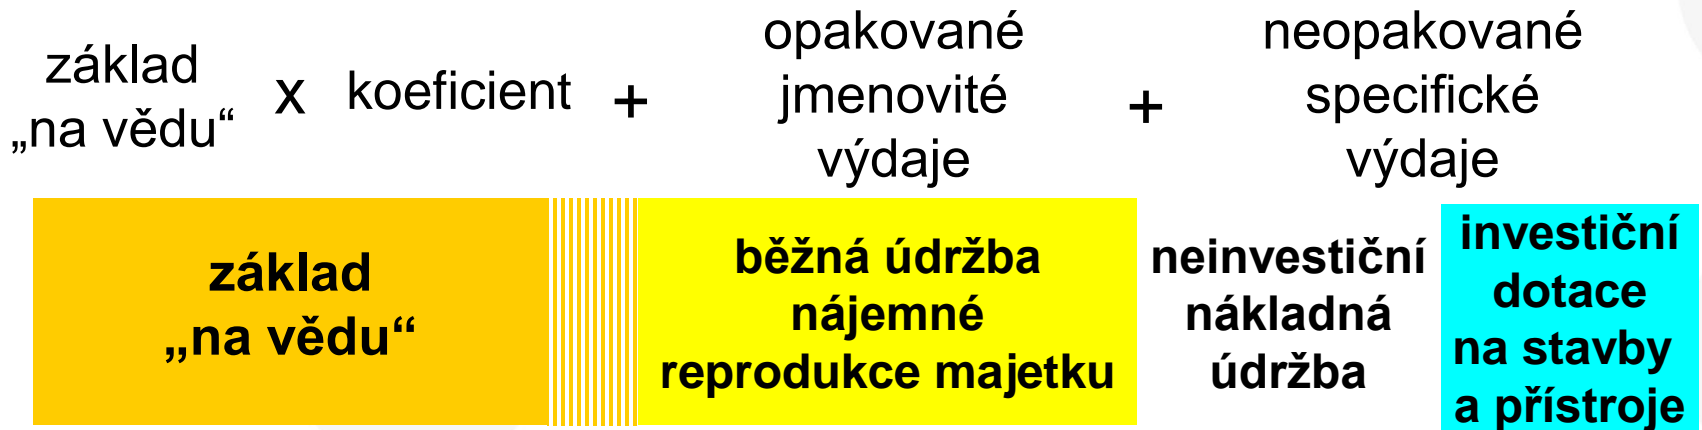 základ
„na vědu“
x
koeficient
+
opakované
jmenovité
výdaje
+
neopakované
specifické
výdaje
základ
„na vědu“
běžná údržba
nájemné
reprodukce majetku
neinvestiční
nákladná
údržba
investiční
dotace
na stavby
a přístroje